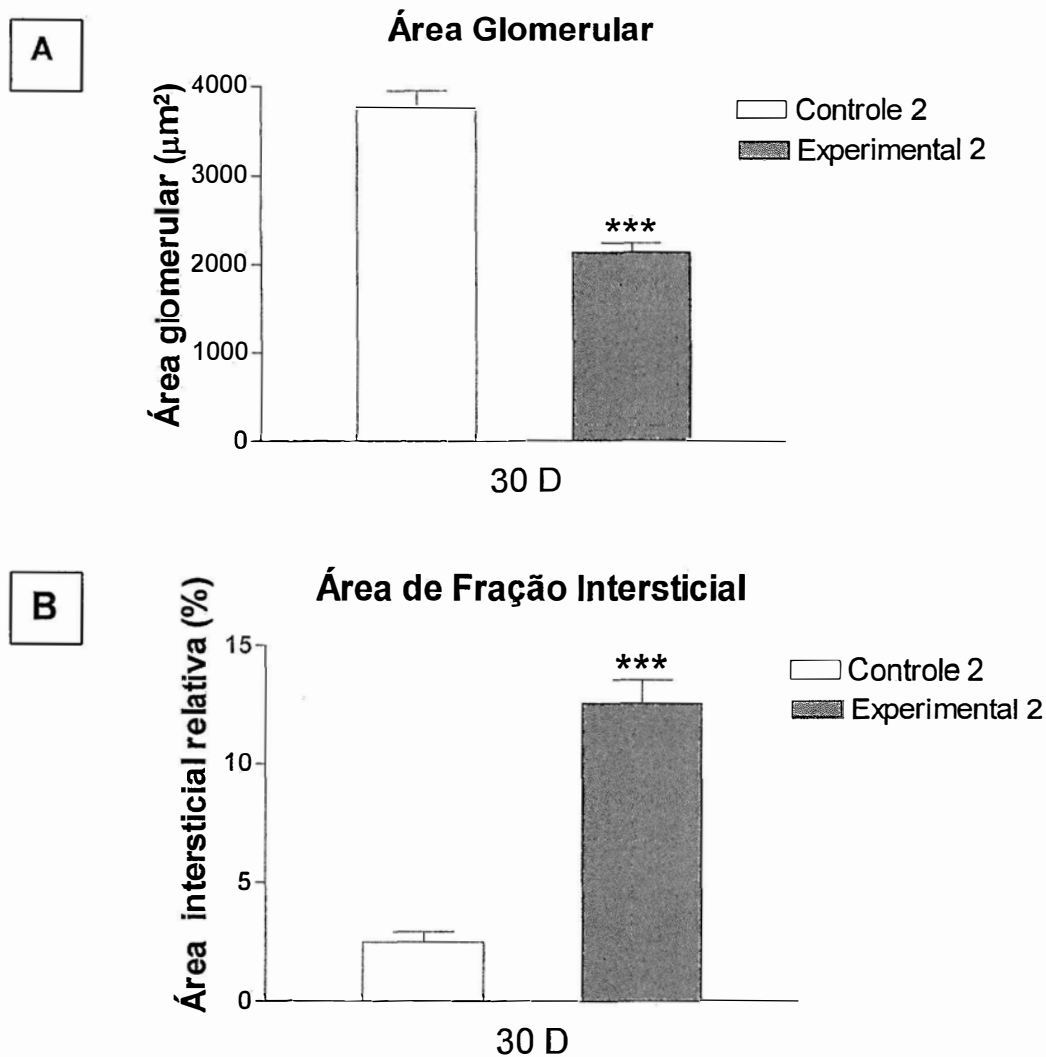 A
Área Glomerular
Área giomerular (µm²)
4000
3000
2000
1000
0
***
Controle 2
Experimental 2
30 D
B
Área de Fração Intersticial
Área intersticial relativa (%)
15
10
5
0
***
Controle 2
Experimental 2
30 D